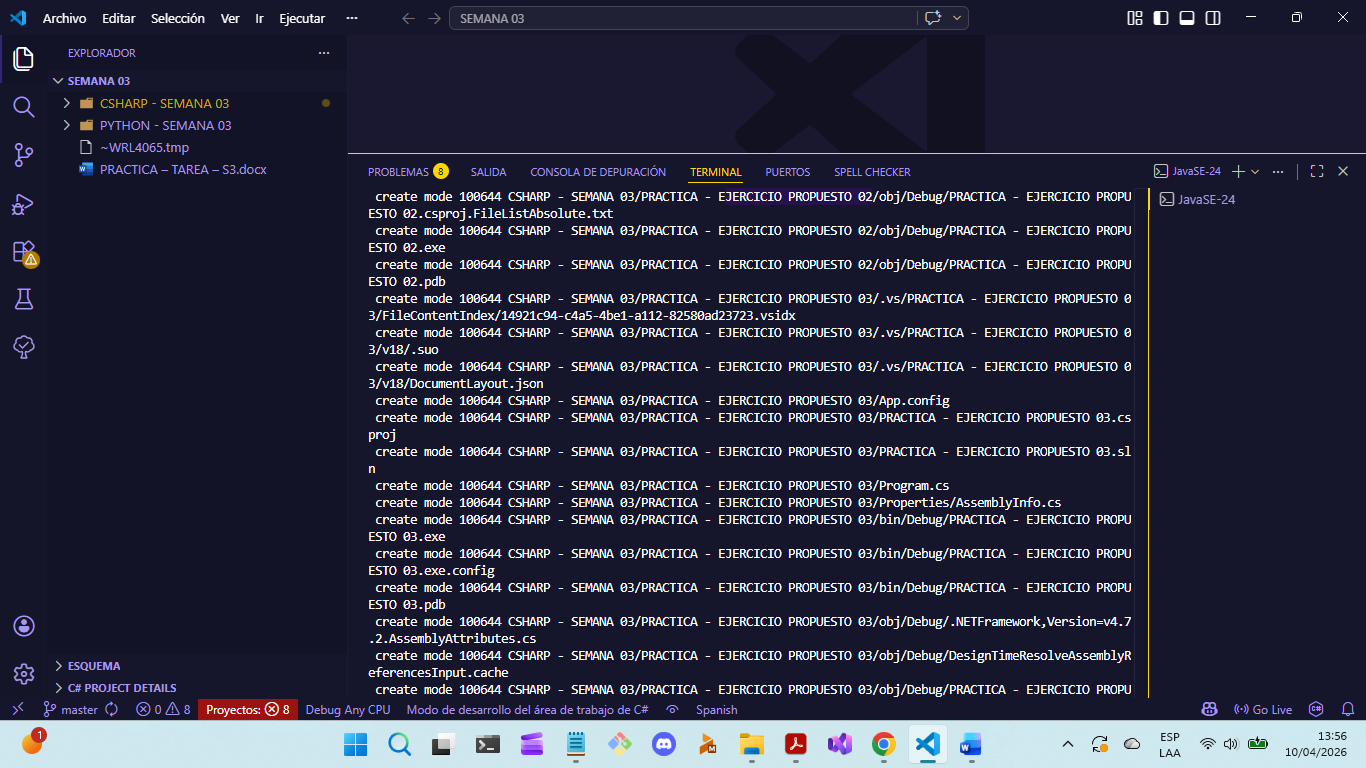 Archivo Editar Selección Ver Ir Ejecutar ··· SEMANA 03
EXPLORADOR ···
SEMANA 03
CSHARP - SEMANA 03
PYTHON - SEMANA 03
~WRL4065.tmp
PRACTICA – TAREA – S3.docx
ESQUEMA
C# PROJECT DETAILS
PROBLEMAS 8 SALIDA CONSOLA DE DEPURACIÓN TERMINAL PUERTOS SPELL CHECKER JavaSE-24 ···
create mode 100644 CSHARP - SEMANA 03/PRACTICA - EJERCICIO PROPUESTO 02/obj/Debug/PRACTICA - EJERCICIO PROPU
ESTO 02.csproj.FileListAbsolute.txt
create mode 100644 CSHARP - SEMANA 03/PRACTICA - EJERCICIO PROPUESTO 02/obj/Debug/PRACTICA - EJERCICIO PROPU
ESTO 02.exe
create mode 100644 CSHARP - SEMANA 03/PRACTICA - EJERCICIO PROPUESTO 02/obj/Debug/PRACTICA - EJERCICIO PROPU
ESTO 02.pdb
create mode 100644 CSHARP - SEMANA 03/PRACTICA - EJERCICIO PROPUESTO 03/.vs/PRACTICA - EJERCICIO PROPUESTO 0
3/FileContentIndex/14921c94-c4a5-4be1-a112-82580ad23723.vsidx
create mode 100644 CSHARP - SEMANA 03/PRACTICA - EJERCICIO PROPUESTO 03/.vs/PRACTICA - EJERCICIO PROPUESTO 0
3/v18/.suo
create mode 100644 CSHARP - SEMANA 03/PRACTICA - EJERCICIO PROPUESTO 03/.vs/PRACTICA - EJERCICIO PROPUESTO 0
3/v18/DocumentLayout.json
create mode 100644 CSHARP - SEMANA 03/PRACTICA - EJERCICIO PROPUESTO 03/App.config
create mode 100644 CSHARP - SEMANA 03/PRACTICA - EJERCICIO PROPUESTO 03/PRACTICA - EJERCICIO PROPUESTO 03.cs
proj
create mode 100644 CSHARP - SEMANA 03/PRACTICA - EJERCICIO PROPUESTO 03/PRACTICA - EJERCICIO PROPUESTO 03.sl
n
create mode 100644 CSHARP - SEMANA 03/PRACTICA - EJERCICIO PROPUESTO 03/Program.cs
create mode 100644 CSHARP - SEMANA 03/PRACTICA - EJERCICIO PROPUESTO 03/Properties/AssemblyInfo.cs
create mode 100644 CSHARP - SEMANA 03/PRACTICA - EJERCICIO PROPUESTO 03/bin/Debug/PRACTICA - EJERCICIO PROPU
ESTO 03.exe
create mode 100644 CSHARP - SEMANA 03/PRACTICA - EJERCICIO PROPUESTO 03/bin/Debug/PRACTICA - EJERCICIO PROPU
ESTO 03.exe.config
create mode 100644 CSHARP - SEMANA 03/PRACTICA - EJERCICIO PROPUESTO 03/bin/Debug/PRACTICA - EJERCICIO PROPU
ESTO 03.pdb
create mode 100644 CSHARP - SEMANA 03/PRACTICA - EJERCICIO PROPUESTO 03/obj/Debug/.NETFramework,Version=v4.7
.2.AssemblyAttributes.cs
create mode 100644 CSHARP - SEMANA 03/PRACTICA - EJERCICIO PROPUESTO 03/obj/Debug/DesignTimeResolveAssemblyR
eferencesInput.cache
create mode 100644 CSHARP - SEMANA 03/PRACTICA - EJERCICIO PROPUESTO 03/obj/Debug/PRACTICA - EJERCICIO PROPU
JavaSE-24
master 0 8 Proyectos: 8 Debug Any CPU Modo de desarrollo del área de trabajo de C# Spanish Go Live
1
ESP
LAA
13:56
10/04/2026